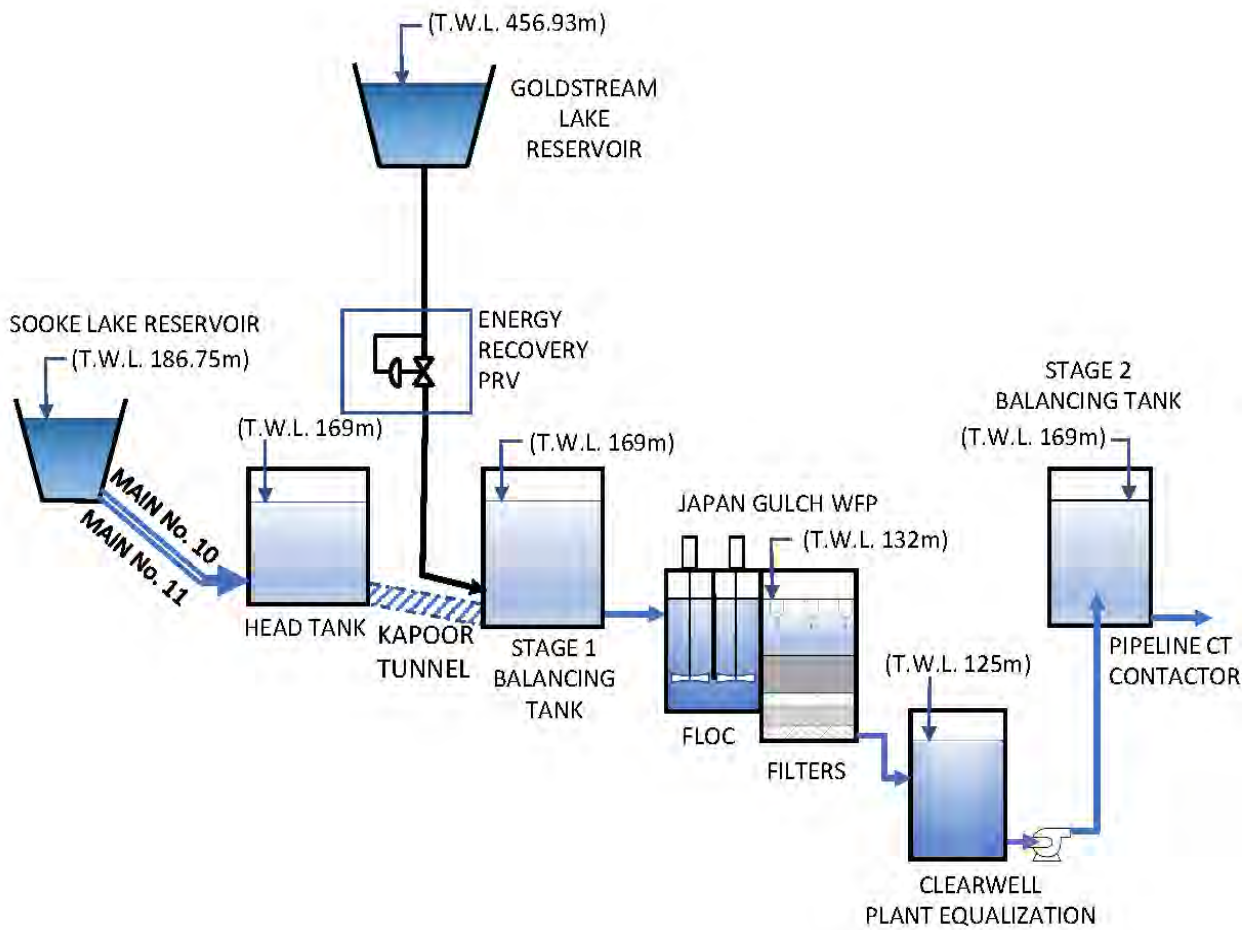 (T.W.L. 456.93m)
GOLDSTREAM
LAKE
RESERVOIR
ENERGY
RECOVERY
PRV
SOOKE LAKE RESERVOIR
(T.W.L. 186.75m)
MAIN No. 10
MAIN No. 11
(T.W.L. 169m)
HEAD TANK
KAPOOR
TUNNEL
(T.W.L. 169m)
STAGE 1
BALANCING
TANK
JAPAN GULCH WFP
(T.W.L. 132m)
FLOC
FILTERS
(T.W.L. 125m)
CLEARWELL
PLANT EQUALIZATION
STAGE 2
BALANCING TANK
(T.W.L. 169m)
PIPELINE CT
CONTACTOR